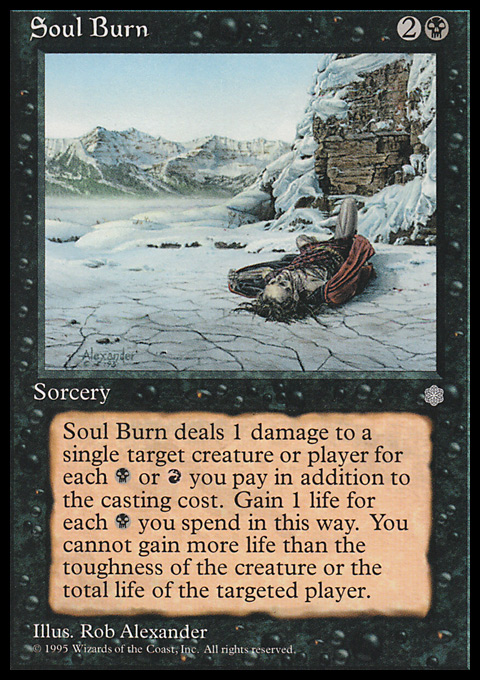 Soul Burn 2
Alexander
Sorcery
Soul Burn deals 1 damage to a
single target creature or player for
each or you pay in addition to
the casting cost. Gain 1 life for
each you spend in this way. You
cannot gain more life than the
toughness of the creature or the
total life of the targeted player.
Illus. Rob Alexander
© 1995 Wizards of the Coast, Inc. All rights reserved.